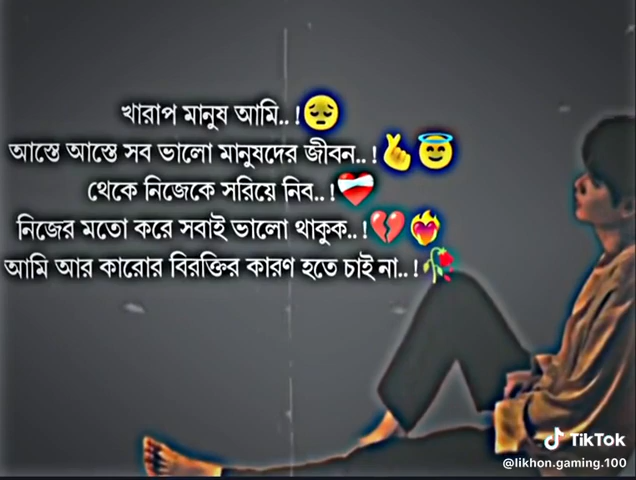 খারাপ মানুষ আমি..!😔
আস্তে আস্তে সব ভালো মানুষদের জীবন..!🫰😇
থেকে নিজেকে সরিয়ে নিব..!❤️‍🩹
নিজের মতো করে সবাই ভালো থাকুক..!💔❤️‍🔥
আমি আর কারোর বিরক্তির কারণ হতে চাই না..!🥀
TikTok
@likhon.gaming.100